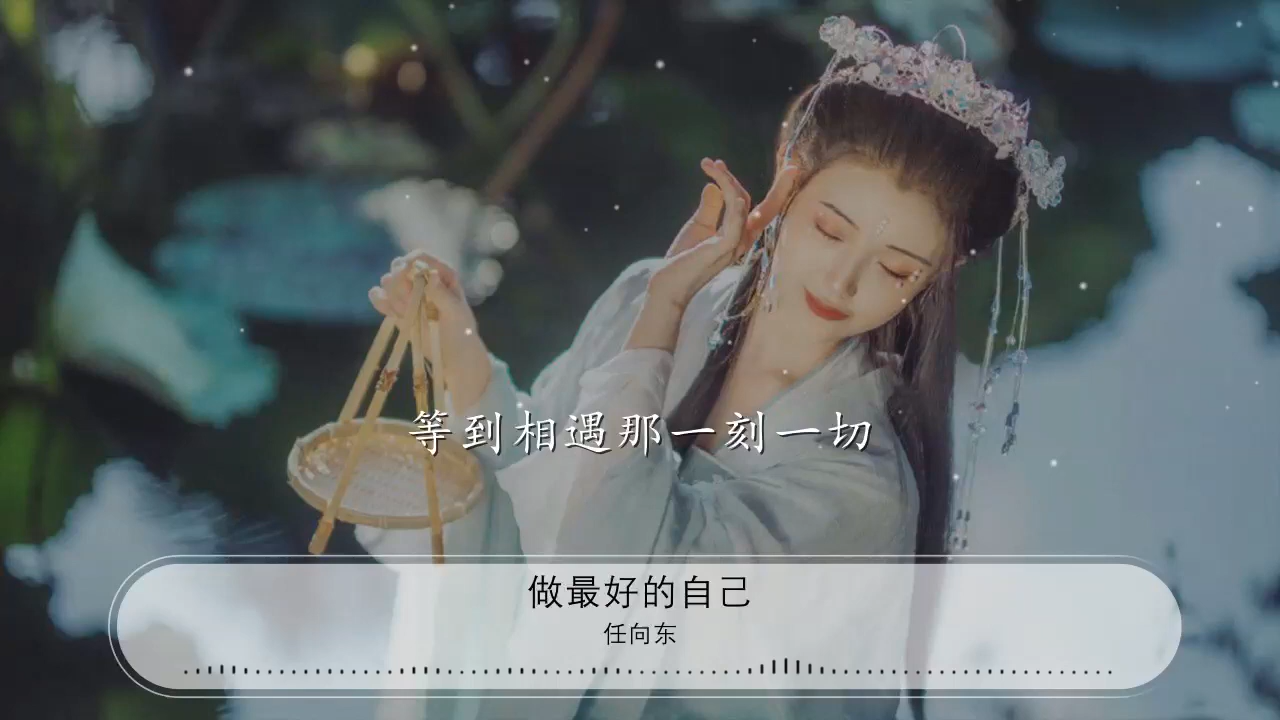 等到相遇那一刻一切
做最好的自己
任向东